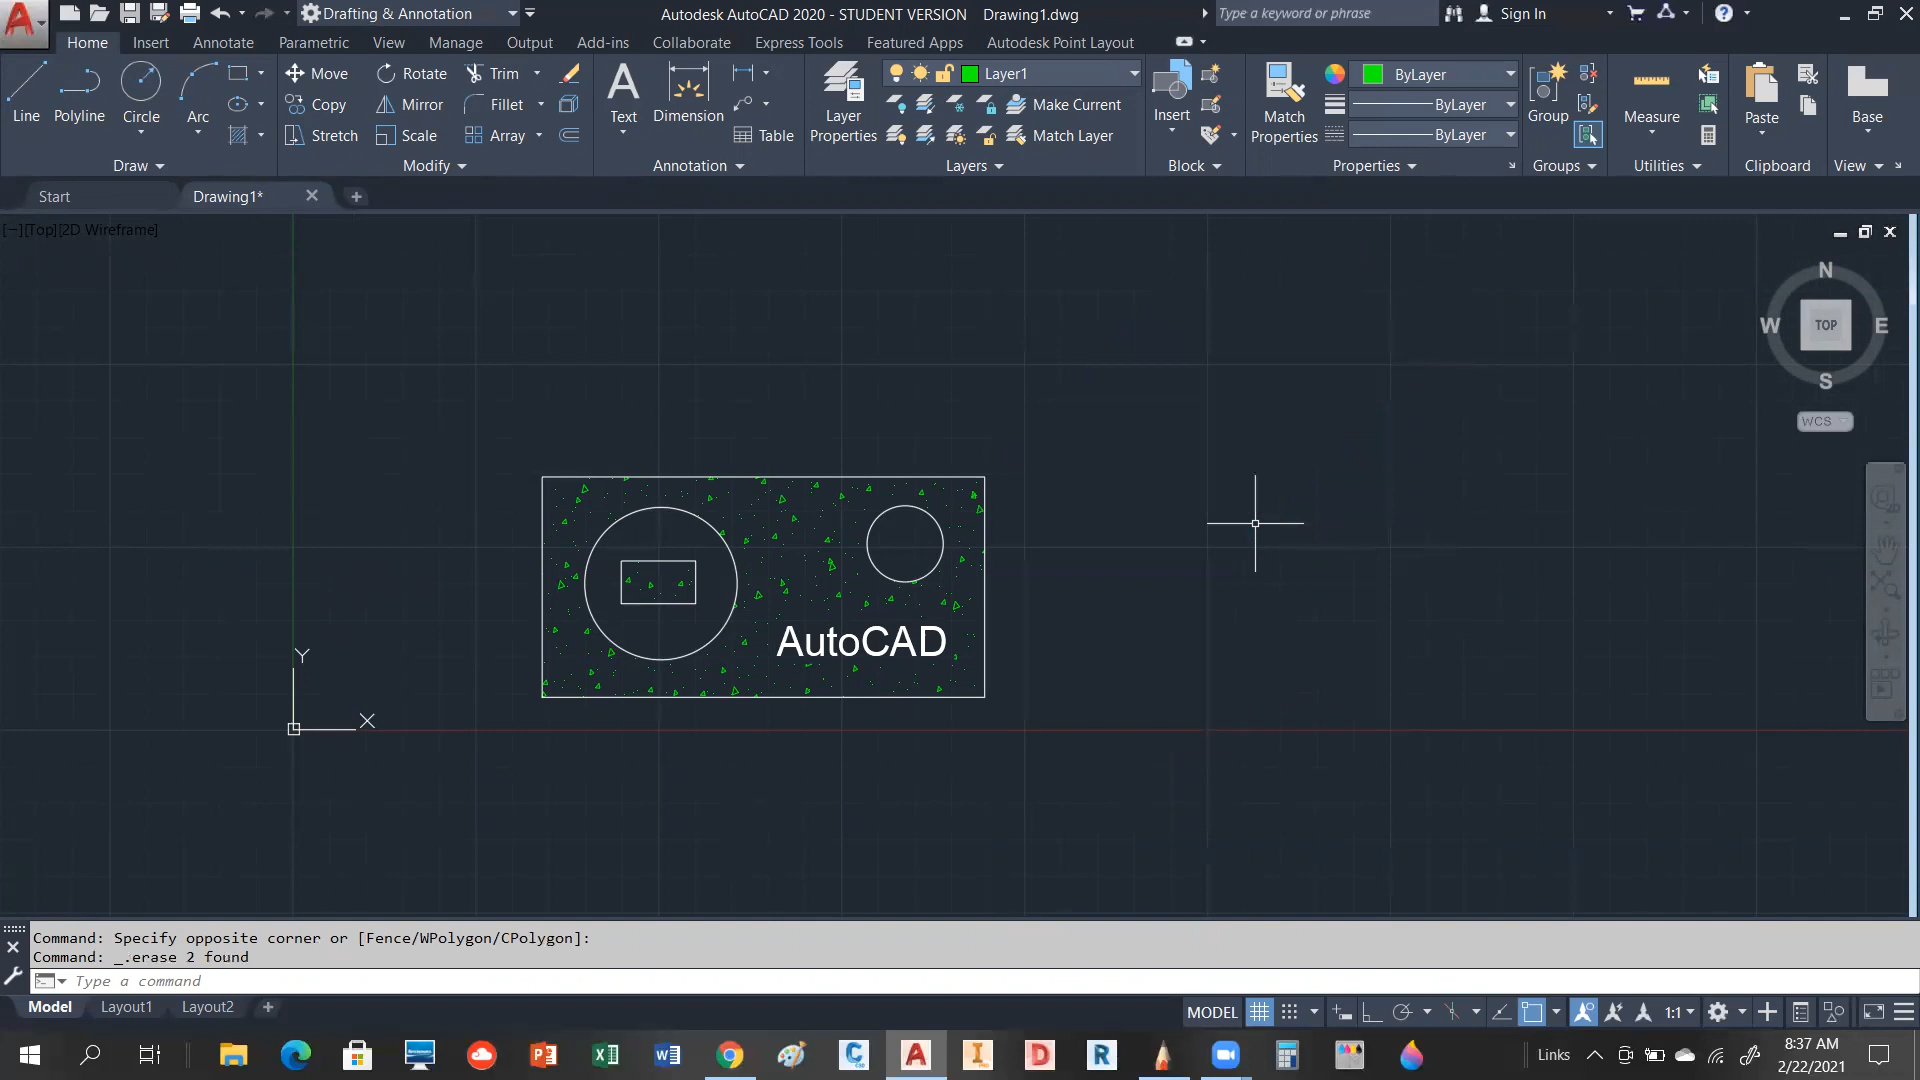 Drafting & Annotation
Autodesk AutoCAD 2020 - STUDENT VERSION Drawing1.dwg
Type a keyword or phrase
Sign In
Home Insert Annotate Parametric View Manage Output Add-ins Collaborate Express Tools Featured Apps Autodesk Point Layout
Line Polyline Circle Arc
Move Rotate Trim
Copy Mirror Fillet
Stretch Scale Array
Text Dimension Table
Layer Properties
Layer1
Make Current
Match Layer
Insert
Match Properties
ByLayer
ByLayer
ByLayer
Group Measure Paste Base
Draw Modify Annotation Layers Block Properties Groups Utilities Clipboard View
Start Drawing1*
[−][Top][2D Wireframe]
N
W TOP E
S
WCS
AutoCAD
Y
X
Command: Specify opposite corner or [Fence/WPolygon/CPolygon]:
Command: _.erase 2 found
Type a command
Model Layout1 Layout2
MODEL 1:1
Links
8:37 AM
2/22/2021